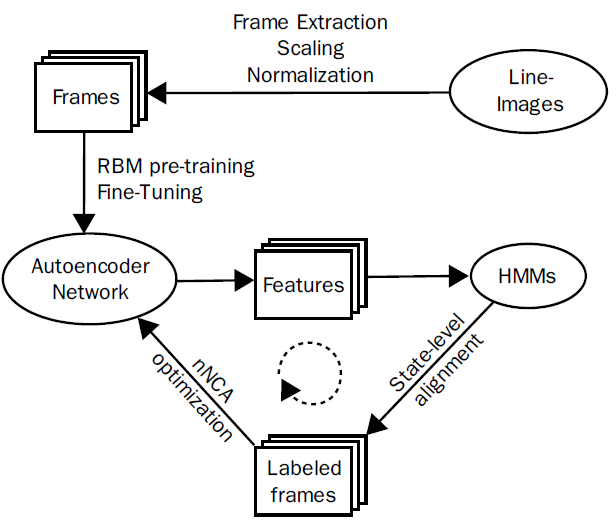 Frame Extraction
Scaling
Normalization
Line-
Images
Frames
RBM pre-training
Fine-Tuning
Autoencoder
Network
Features
HMMs
State-level
alignment
nNCA
optimization
Labeled
frames